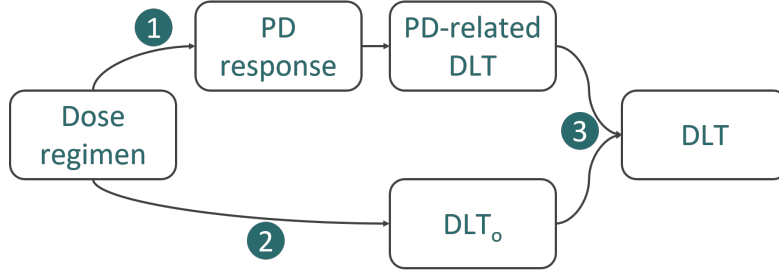 1
PD
response
PD-related
DLT
Dose
regimen
3
DLT
2
DLTₒ